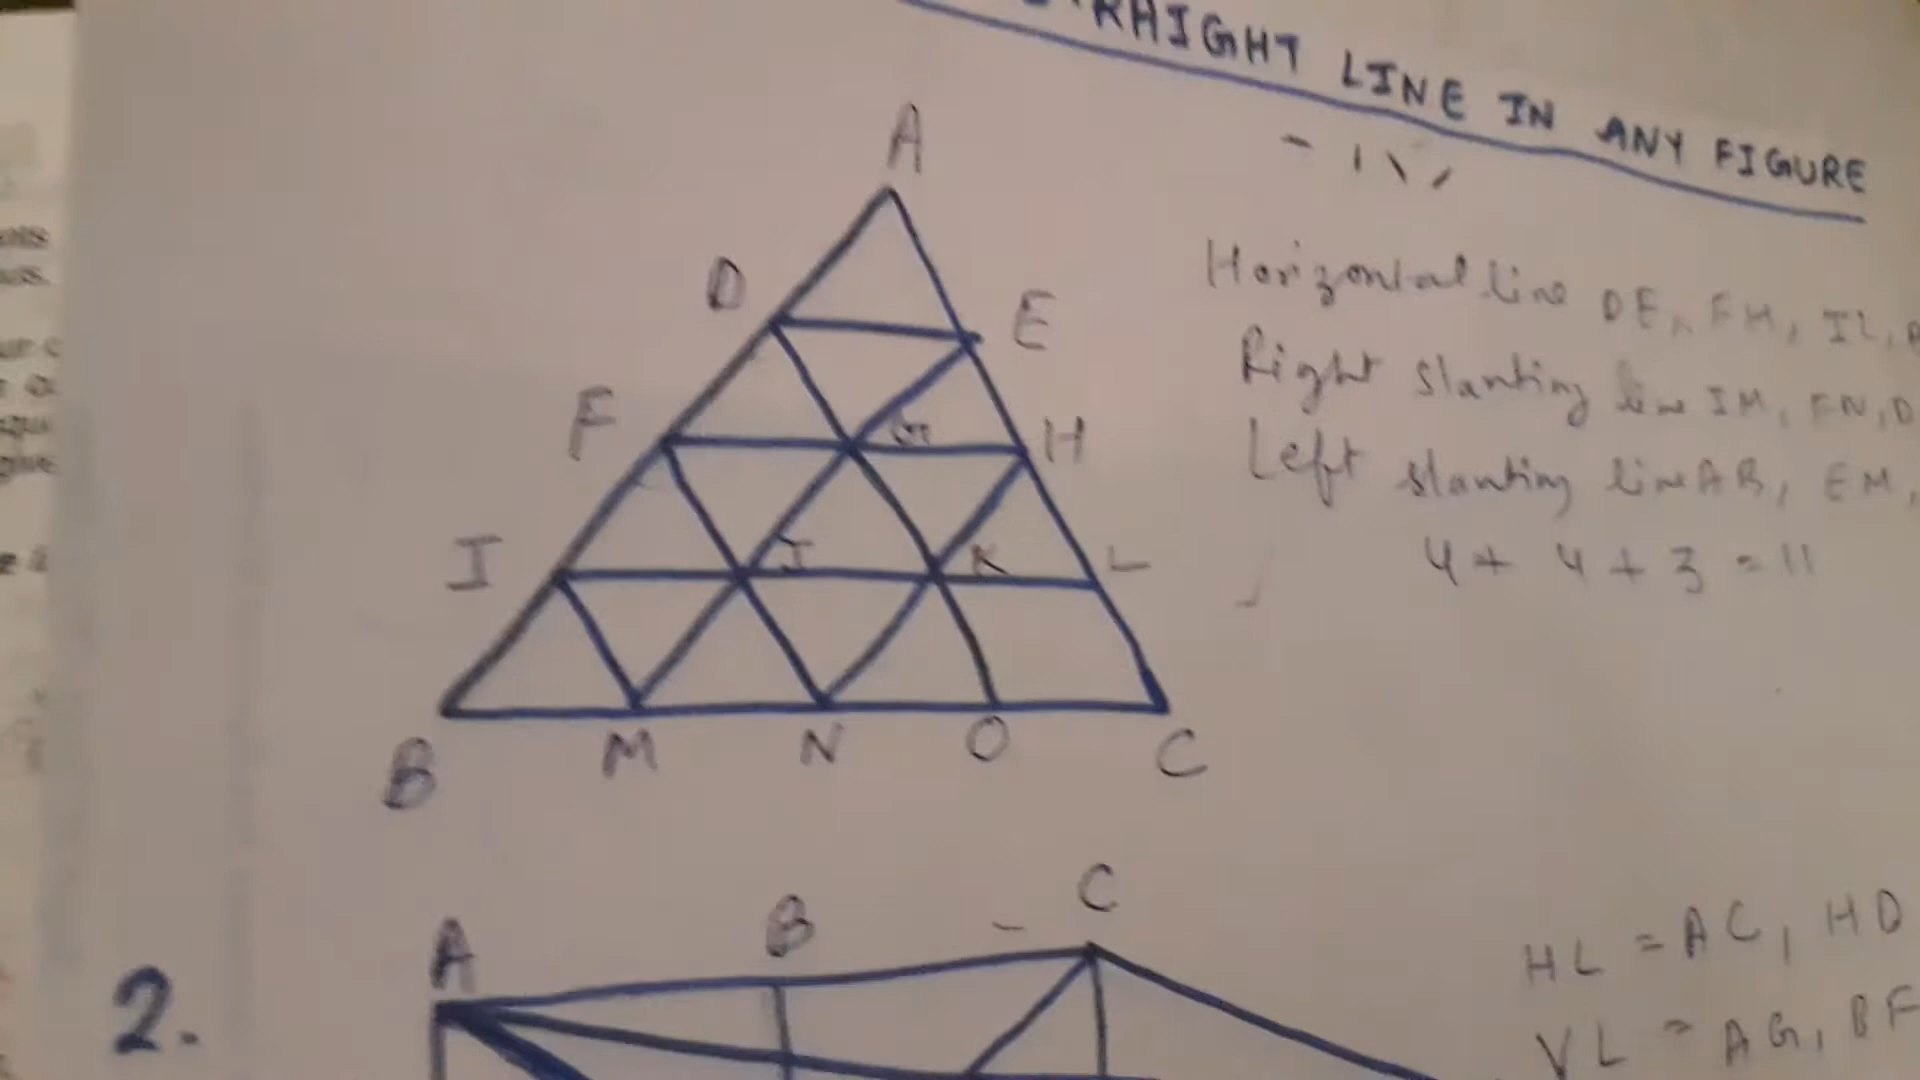 STRAIGHT LINE IN ANY FIGURE
A
D E
F G H
I J K L
B M N O C
Horizontal line DE, FH, IL,
Right slanting line IM, FN, D
Left slanting line AB, EM,
4 + 4 + 3 = 11
2.
A B C
HL = AC, HD
VL = AG, BF